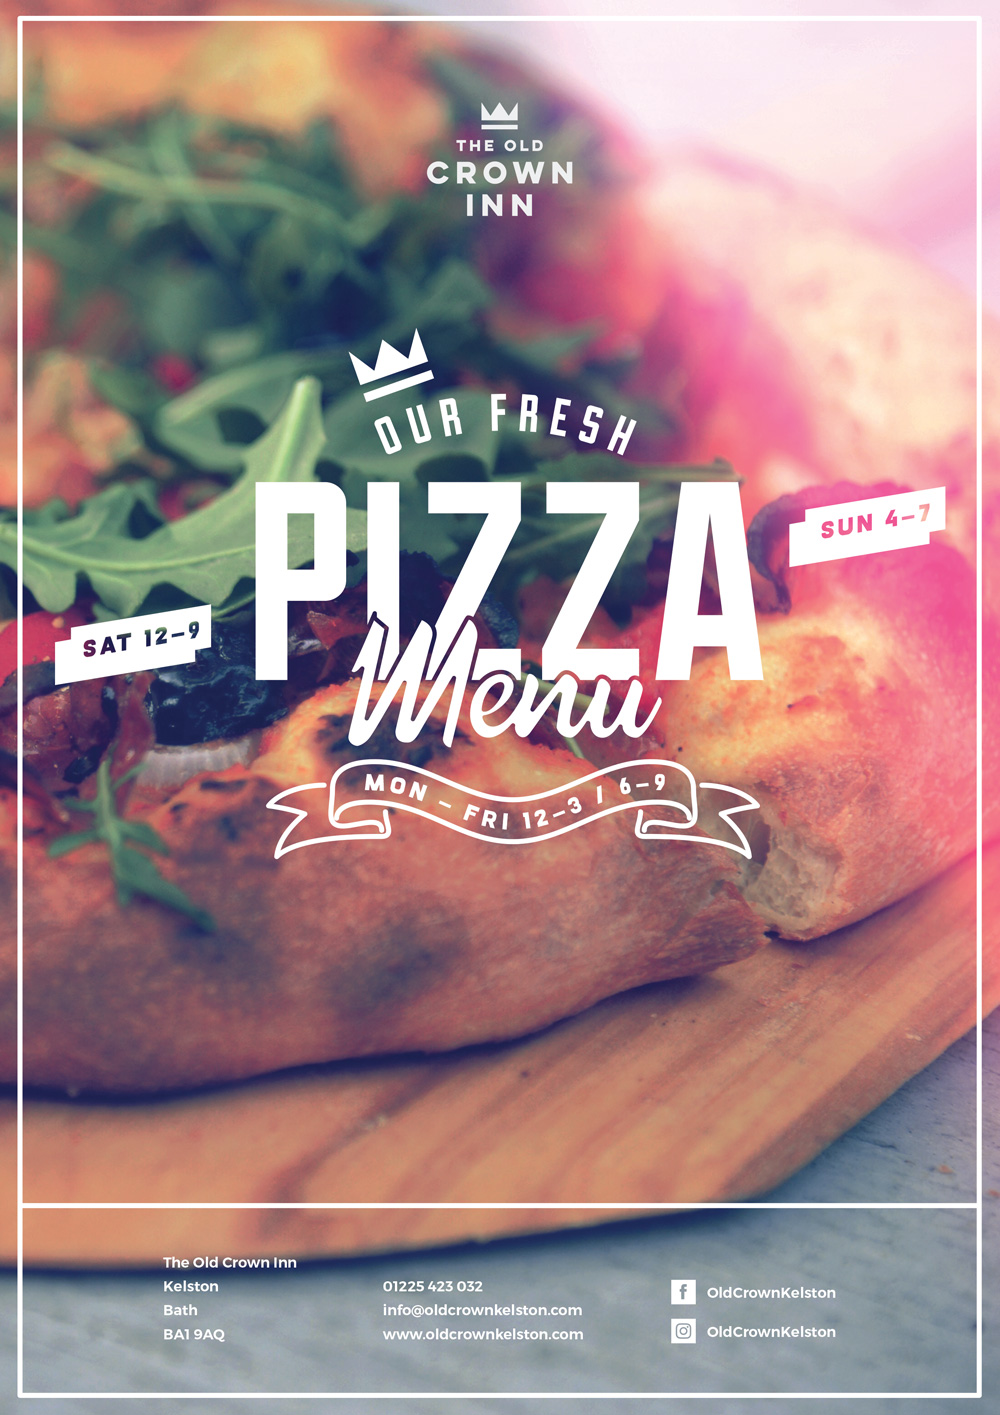 THE OLD
CROWN
INN
OUR FRESH
PIZZA
Menu
SUN 4–7
SAT 12–9
MON – FRI 12–3 / 6–9
The Old Crown Inn
Kelston
Bath
BA1 9AQ
01225 423 032
info@oldcrownkelston.com
www.oldcrownkelston.com
OldCrownKelston
OldCrownKelston